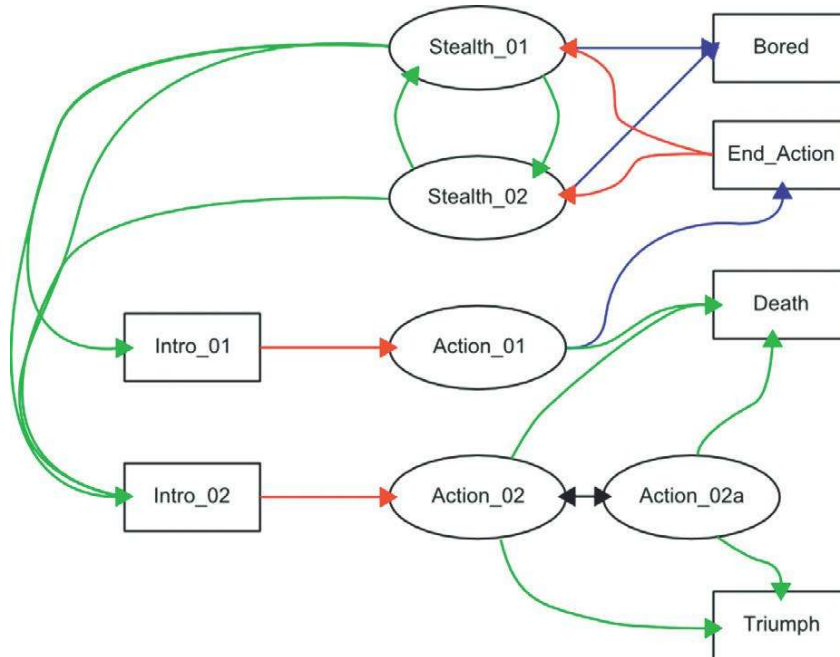 Stealth_01
Bored
End_Action
Stealth_02
Death
Intro_01
Action_01
Intro_02
Action_02
Action_02a
Triumph